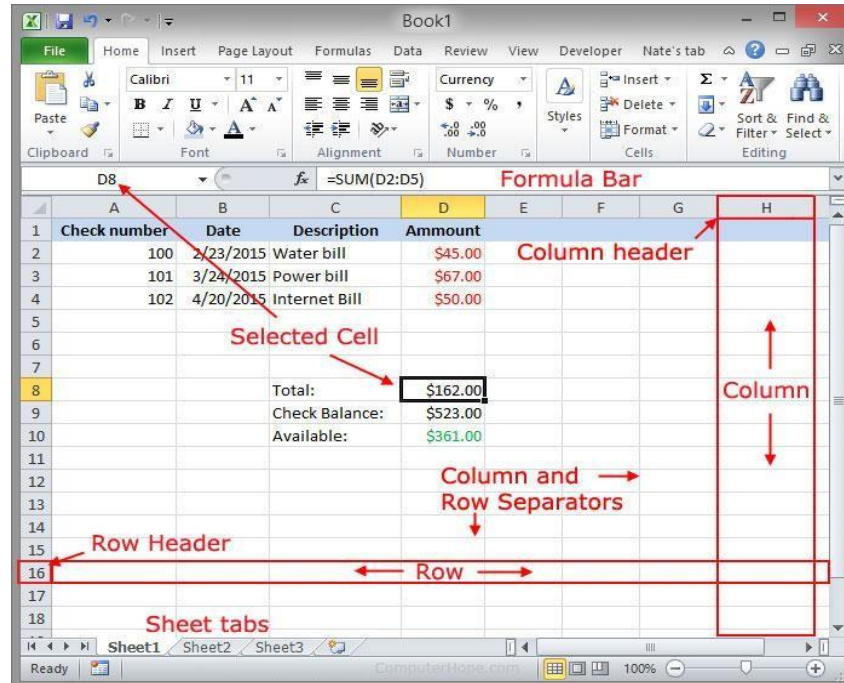 Book1
File Home Insert Page Layout Formulas Data Review View Developer Nate's tab
Calibri 11 Currency Insert
Paste B I U A A $ % , Styles Delete
.00 .00 Format Sort & Filter Find & Select
Clipboard Font Alignment Number Cells Editing
D8 fx =SUM(D2:D5) Formula Bar
A B C D E F G H
1 Check number Date Description Ammount
2 100 2/23/2015 Water bill $45.00 Column header
3 101 3/24/2015 Power bill $67.00
4 102 4/20/2015 Internet Bill $50.00
5
6 Selected Cell
7
8 Total: $162.00 Column
9 Check Balance: $523.00
10 Available: $361.00
11
12 Column and
13 Row Separators
14
15 Row Header
16 Row
17
18 Sheet tabs
Sheet1 Sheet2 Sheet3
Ready ComputerHope.com 100%